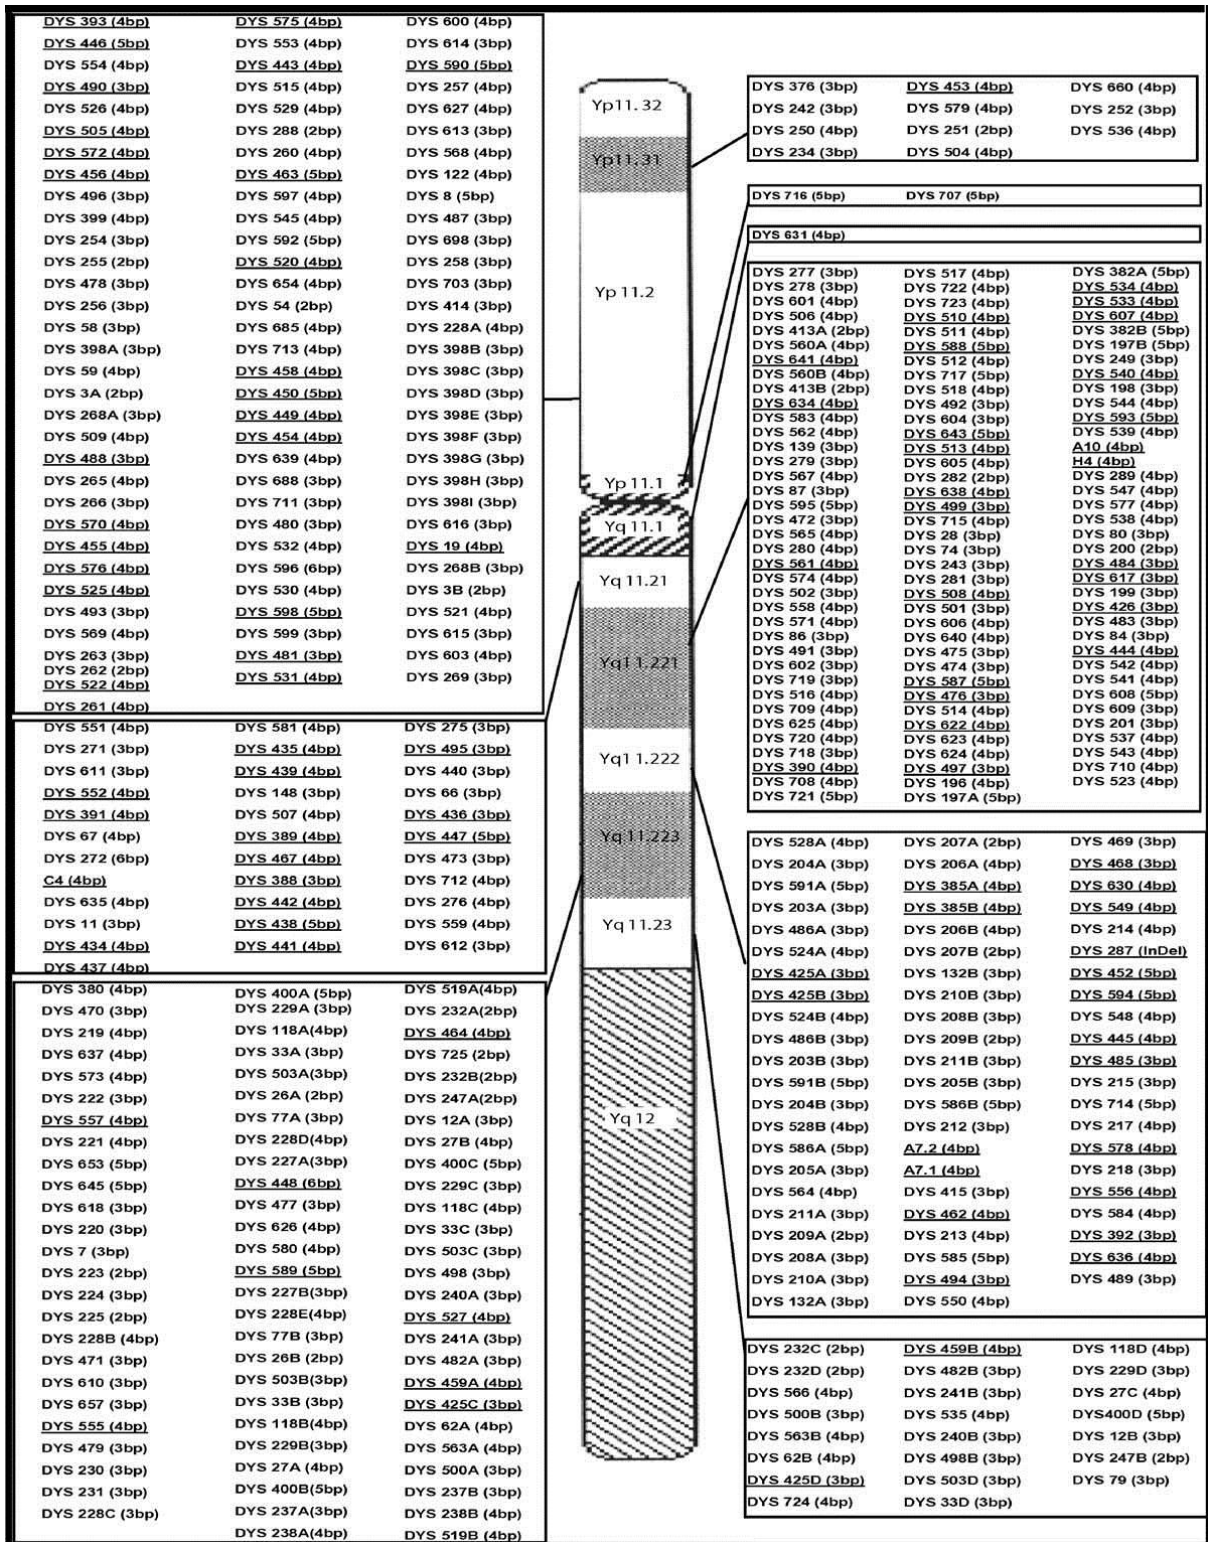 DYS 393 (4bp)
DYS 446 (5bp)
DYS 554 (4bp)
DYS 490 (3bp)
DYS 526 (4bp)
DYS 505 (4bp)
DYS 572 (4bp)
DYS 456 (4bp)
DYS 496 (3bp)
DYS 399 (4bp)
DYS 254 (3bp)
DYS 255 (2bp)
DYS 478 (3bp)
DYS 256 (3bp)
DYS 58 (3bp)
DYS 398A (3bp)
DYS 59 (4bp)
DYS 3A (2bp)
DYS 268A (3bp)
DYS 509 (4bp)
DYS 488 (3bp)
DYS 265 (4bp)
DYS 266 (3bp)
DYS 570 (4bp)
DYS 455 (4bp)
DYS 576 (4bp)
DYS 525 (4bp)
DYS 493 (3bp)
DYS 569 (4bp)
DYS 263 (3bp)
DYS 262 (2bp)
DYS 522 (4bp)
DYS 261 (4bp)
DYS 575 (4bp)
DYS 553 (4bp)
DYS 443 (4bp)
DYS 515 (4bp)
DYS 529 (4bp)
DYS 288 (2bp)
DYS 260 (4bp)
DYS 463 (5bp)
DYS 597 (4bp)
DYS 545 (4bp)
DYS 592 (5bp)
DYS 520 (4bp)
DYS 654 (4bp)
DYS 54 (2bp)
DYS 685 (4bp)
DYS 713 (4bp)
DYS 458 (4bp)
DYS 450 (5bp)
DYS 449 (4bp)
DYS 454 (4bp)
DYS 639 (4bp)
DYS 688 (3bp)
DYS 711 (3bp)
DYS 480 (3bp)
DYS 532 (4bp)
DYS 596 (6bp)
DYS 530 (4bp)
DYS 598 (5bp)
DYS 599 (3bp)
DYS 481 (3bp)
DYS 531 (4bp)
DYS 600 (4bp)
DYS 614 (3bp)
DYS 590 (5bp)
DYS 257 (4bp)
DYS 627 (4bp)
DYS 613 (3bp)
DYS 568 (4bp)
DYS 122 (4bp)
DYS 8 (5bp)
DYS 487 (3bp)
DYS 698 (3bp)
DYS 258 (3bp)
DYS 703 (3bp)
DYS 414 (3bp)
DYS 228A (4bp)
DYS 398B (3bp)
DYS 398C (3bp)
DYS 398D (3bp)
DYS 398E (3bp)
DYS 398F (3bp)
DYS 398G (3bp)
DYS 398H (3bp)
DYS 398I (3bp)
DYS 616 (3bp)
DYS 19 (4bp)
DYS 268B (3bp)
DYS 3B (2bp)
DYS 521 (4bp)
DYS 615 (3bp)
DYS 603 (4bp)
DYS 269 (3bp)
DYS 551 (4bp)
DYS 271 (3bp)
DYS 611 (3bp)
DYS 552 (4bp)
DYS 391 (4bp)
DYS 67 (4bp)
DYS 272 (6bp)
C4 (4bp)
DYS 635 (4bp)
DYS 11 (3bp)
DYS 434 (4bp)
DYS 437 (4bp)
DYS 581 (4bp)
DYS 435 (4bp)
DYS 439 (4bp)
DYS 148 (3bp)
DYS 507 (4bp)
DYS 389 (4bp)
DYS 467 (4bp)
DYS 388 (3bp)
DYS 442 (4bp)
DYS 438 (5bp)
DYS 441 (4bp)
DYS 275 (3bp)
DYS 495 (3bp)
DYS 440 (3bp)
DYS 66 (3bp)
DYS 436 (3bp)
DYS 447 (5bp)
DYS 473 (3bp)
DYS 712 (4bp)
DYS 276 (4bp)
DYS 559 (4bp)
DYS 612 (3bp)
DYS 380 (4bp)
DYS 470 (3bp)
DYS 219 (4bp)
DYS 637 (4bp)
DYS 573 (4bp)
DYS 222 (3bp)
DYS 557 (4bp)
DYS 221 (4bp)
DYS 653 (5bp)
DYS 645 (5bp)
DYS 618 (3bp)
DYS 220 (3bp)
DYS 7 (3bp)
DYS 223 (2bp)
DYS 224 (3bp)
DYS 225 (2bp)
DYS 228B (4bp)
DYS 471 (3bp)
DYS 610 (3bp)
DYS 657 (3bp)
DYS 555 (4bp)
DYS 479 (3bp)
DYS 230 (3bp)
DYS 231 (3bp)
DYS 228C (3bp)
DYS 400A (5bp)
DYS 229A (3bp)
DYS 118A(4bp)
DYS 33A (3bp)
DYS 503A(3bp)
DYS 26A (2bp)
DYS 77A (3bp)
DYS 228D(4bp)
DYS 227A(3bp)
DYS 448 (6bp)
DYS 477 (3bp)
DYS 626 (4bp)
DYS 580 (4bp)
DYS 589 (5bp)
DYS 227B(3bp)
DYS 228E(4bp)
DYS 77B (3bp)
DYS 26B (2bp)
DYS 503B(3bp)
DYS 33B (3bp)
DYS 118B(4bp)
DYS 229B(3bp)
DYS 27A (4bp)
DYS 400B(5bp)
DYS 237A(3bp)
DYS 238A(4bp)
DYS 519A(4bp)
DYS 232A(2bp)
DYS 464 (4bp)
DYS 725 (2bp)
DYS 232B(2bp)
DYS 247A(2bp)
DYS 12A (3bp)
DYS 27B (4bp)
DYS 400C (5bp)
DYS 229C (3bp)
DYS 118C (4bp)
DYS 33C (3bp)
DYS 503C (3bp)
DYS 498 (3bp)
DYS 240A (3bp)
DYS 527 (4bp)
DYS 241A (3bp)
DYS 482A (3bp)
DYS 459A (4bp)
DYS 425C (3bp)
DYS 62A (4bp)
DYS 563A (4bp)
DYS 500A (3bp)
DYS 237B (3bp)
DYS 238B (4bp)
DYS 519B (4bp)
Yp11.32
Yp11.31
Yp 11.2
Yp 11.1
Yq 11.1
Yq 11.21
Yq11.221
Yq11.222
Yq 11.223
Yq 11.23
Yq 12
DYS 376 (3bp)
DYS 242 (3bp)
DYS 250 (4bp)
DYS 234 (3bp)
DYS 453 (4bp)
DYS 579 (4bp)
DYS 251 (2bp)
DYS 504 (4bp)
DYS 660 (4bp)
DYS 252 (3bp)
DYS 536 (4bp)
DYS 716 (5bp)
DYS 707 (5bp)
DYS 631 (4bp)
DYS 277 (3bp)
DYS 278 (3bp)
DYS 601 (4bp)
DYS 506 (4bp)
DYS 413A (2bp)
DYS 560A (4bp)
DYS 641 (4bp)
DYS 560B (4bp)
DYS 413B (2bp)
DYS 634 (4bp)
DYS 583 (4bp)
DYS 562 (4bp)
DYS 139 (3bp)
DYS 279 (3bp)
DYS 567 (4bp)
DYS 87 (3bp)
DYS 595 (5bp)
DYS 472 (3bp)
DYS 565 (4bp)
DYS 280 (4bp)
DYS 561 (4bp)
DYS 574 (4bp)
DYS 502 (3bp)
DYS 558 (4bp)
DYS 571 (4bp)
DYS 86 (3bp)
DYS 491 (3bp)
DYS 602 (3bp)
DYS 719 (3bp)
DYS 516 (4bp)
DYS 709 (4bp)
DYS 625 (4bp)
DYS 720 (4bp)
DYS 718 (3bp)
DYS 390 (4bp)
DYS 708 (4bp)
DYS 721 (5bp)
DYS 517 (4bp)
DYS 722 (4bp)
DYS 723 (4bp)
DYS 510 (4bp)
DYS 511 (4bp)
DYS 588 (5bp)
DYS 512 (4bp)
DYS 717 (5bp)
DYS 518 (4bp)
DYS 492 (3bp)
DYS 604 (3bp)
DYS 643 (5bp)
DYS 513 (4bp)
DYS 605 (4bp)
DYS 282 (2bp)
DYS 638 (4bp)
DYS 499 (3bp)
DYS 715 (4bp)
DYS 28 (3bp)
DYS 74 (3bp)
DYS 243 (3bp)
DYS 281 (3bp)
DYS 508 (4bp)
DYS 501 (3bp)
DYS 606 (4bp)
DYS 640 (4bp)
DYS 475 (3bp)
DYS 474 (3bp)
DYS 587 (5bp)
DYS 476 (3bp)
DYS 514 (4bp)
DYS 622 (4bp)
DYS 623 (4bp)
DYS 624 (4bp)
DYS 497 (3bp)
DYS 196 (4bp)
DYS 197A (5bp)
DYS 382A (5bp)
DYS 534 (4bp)
DYS 533 (4bp)
DYS 607 (4bp)
DYS 382B (5bp)
DYS 197B (5bp)
DYS 249 (3bp)
DYS 540 (4bp)
DYS 198 (3bp)
DYS 544 (4bp)
DYS 593 (5bp)
DYS 539 (4bp)
A10 (4bp)
H4 (4bp)
DYS 289 (4bp)
DYS 547 (4bp)
DYS 577 (4bp)
DYS 538 (4bp)
DYS 80 (3bp)
DYS 200 (2bp)
DYS 484 (3bp)
DYS 617 (3bp)
DYS 199 (3bp)
DYS 426 (3bp)
DYS 483 (3bp)
DYS 84 (3bp)
DYS 444 (4bp)
DYS 542 (4bp)
DYS 541 (4bp)
DYS 608 (5bp)
DYS 609 (3bp)
DYS 201 (3bp)
DYS 537 (4bp)
DYS 543 (4bp)
DYS 710 (4bp)
DYS 523 (4bp)
DYS 528A (4bp)
DYS 204A (3bp)
DYS 591A (5bp)
DYS 203A (3bp)
DYS 486A (3bp)
DYS 524A (4bp)
DYS 425A (3bp)
DYS 425B (3bp)
DYS 524B (4bp)
DYS 486B (3bp)
DYS 203B (3bp)
DYS 591B (5bp)
DYS 204B (3bp)
DYS 528B (4bp)
DYS 586A (5bp)
DYS 205A (3bp)
DYS 564 (4bp)
DYS 211A (3bp)
DYS 209A (2bp)
DYS 208A (3bp)
DYS 210A (3bp)
DYS 132A (3bp)
DYS 207A (2bp)
DYS 206A (4bp)
DYS 385A (4bp)
DYS 385B (4bp)
DYS 206B (4bp)
DYS 207B (2bp)
DYS 132B (3bp)
DYS 210B (3bp)
DYS 208B (3bp)
DYS 209B (2bp)
DYS 211B (3bp)
DYS 205B (3bp)
DYS 586B (5bp)
DYS 212 (3bp)
A7.2 (4bp)
A7.1 (4bp)
DYS 415 (3bp)
DYS 462 (4bp)
DYS 213 (4bp)
DYS 585 (5bp)
DYS 494 (3bp)
DYS 550 (4bp)
DYS 469 (3bp)
DYS 468 (3bp)
DYS 630 (4bp)
DYS 549 (4bp)
DYS 214 (4bp)
DYS 287 (InDel)
DYS 452 (5bp)
DYS 594 (5bp)
DYS 548 (4bp)
DYS 445 (4bp)
DYS 485 (3bp)
DYS 215 (3bp)
DYS 714 (5bp)
DYS 217 (4bp)
DYS 578 (4bp)
DYS 218 (3bp)
DYS 556 (4bp)
DYS 584 (4bp)
DYS 392 (3bp)
DYS 636 (4bp)
DYS 489 (3bp)
DYS 232C (2bp)
DYS 232D (2bp)
DYS 566 (4bp)
DYS 500B (3bp)
DYS 563B (4bp)
DYS 62B (4bp)
DYS 425D (3bp)
DYS 724 (4bp)
DYS 459B (4bp)
DYS 482B (3bp)
DYS 241B (3bp)
DYS 535 (4bp)
DYS 240B (3bp)
DYS 498B (3bp)
DYS 503D (3bp)
DYS 33D (3bp)
DYS 118D (4bp)
DYS 229D (3bp)
DYS 27C (4bp)
DYS400D (5bp)
DYS 12B (3bp)
DYS 247B (2bp)
DYS 79 (3bp)